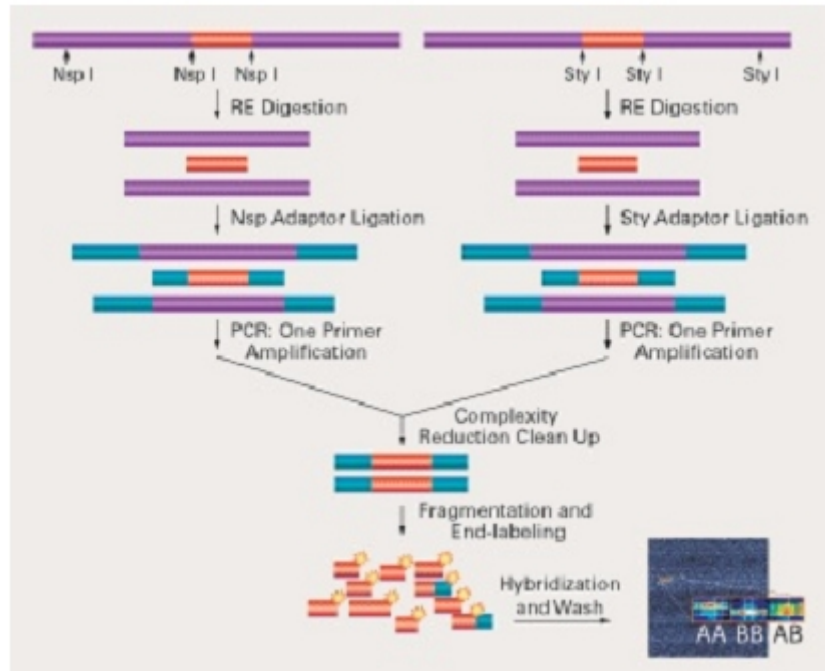 Nsp I Nsp I Nsp I
Sty I Sty I Sty I
RE Digestion
RE Digestion
Nsp Adaptor Ligation
Sty Adaptor Ligation
PCR: One Primer
Amplification
PCR: One Primer
Amplification
Complexity
Reduction Clean Up
Fragmentation and
End-labeling
Hybridization
and Wash
AA BB AB